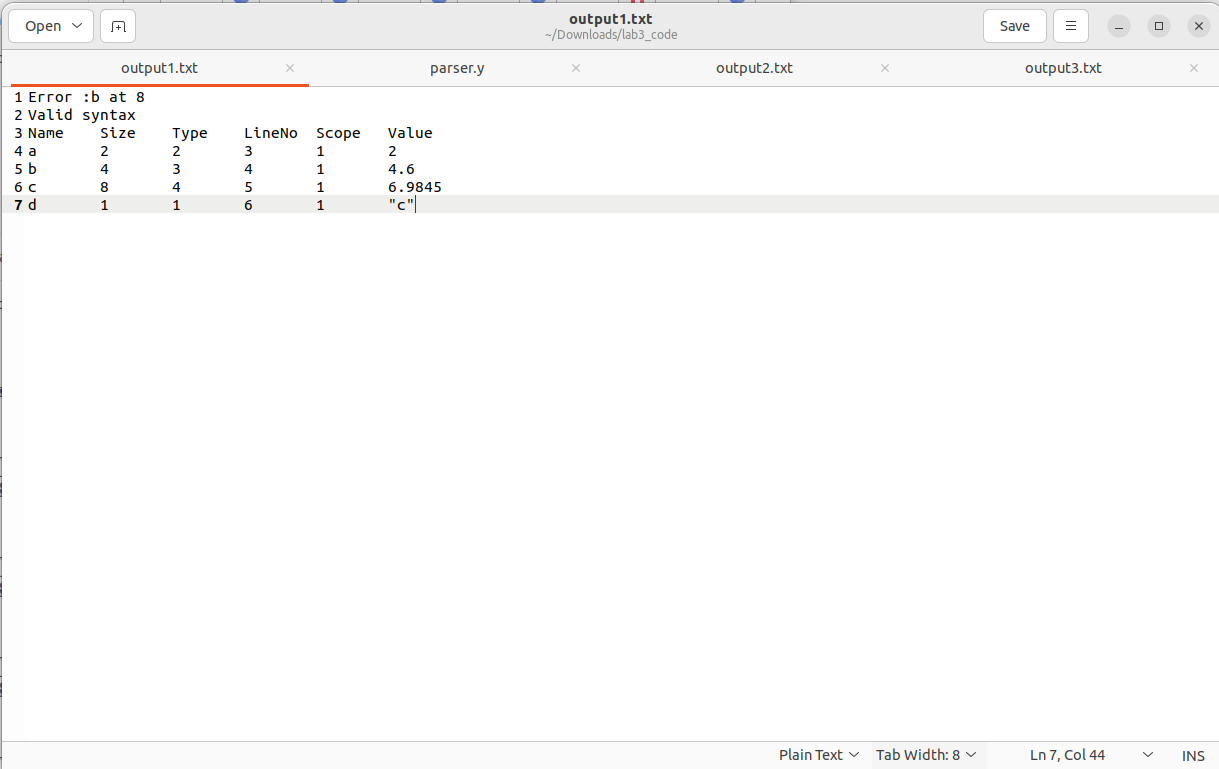 Open
output1.txt
~/Downloads/lab3_code
Save
output1.txt parser.y output2.txt output3.txt
1 Error :b at 8
2 Valid syntax
3 Name Size Type LineNo Scope Value
4 a 2 2 3 1 2
5 b 4 3 4 1 4.6
6 c 8 4 5 1 6.9845
7 d 1 1 6 1 "c"
Plain Text Tab Width: 8 Ln 7, Col 44 INS